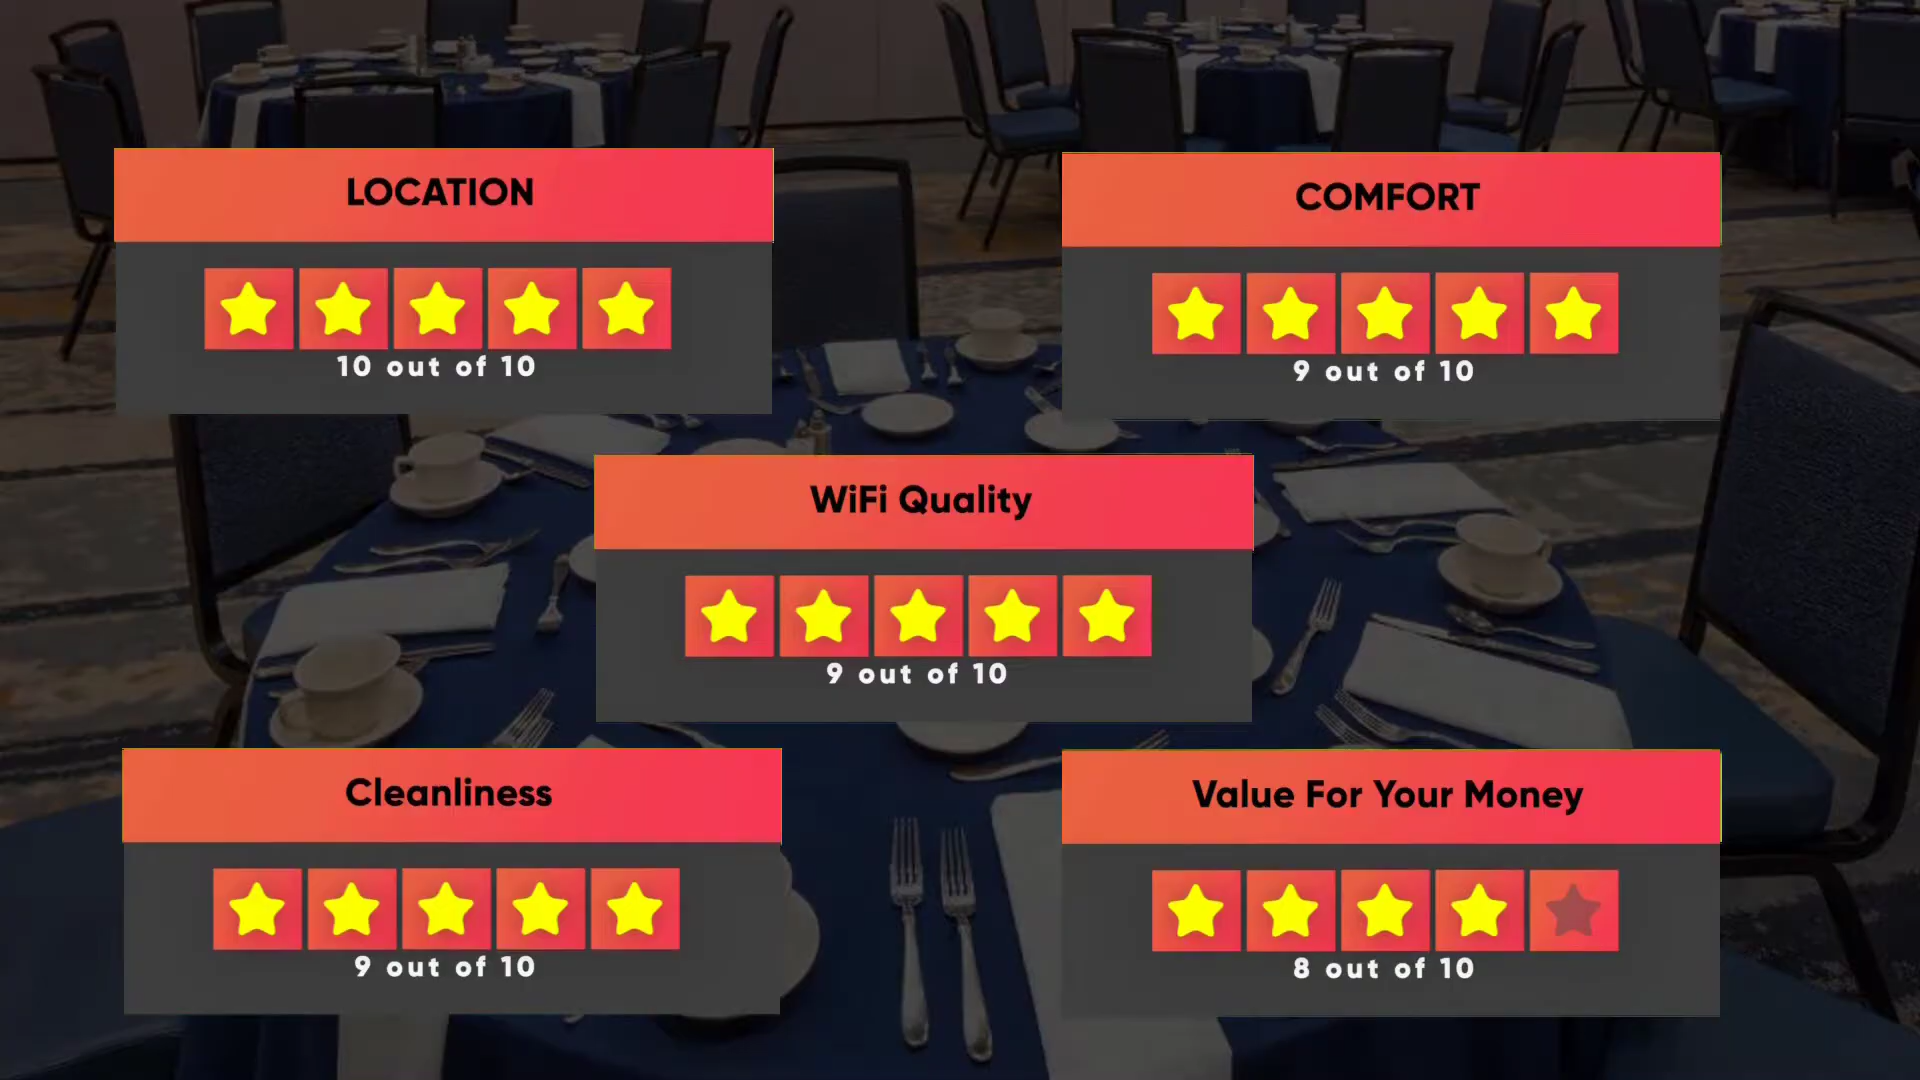 LOCATION
10 out of 10
COMFORT
9 out of 10
WiFi Quality
9 out of 10
Cleanliness
9 out of 10
Value For Your Money
8 out of 10